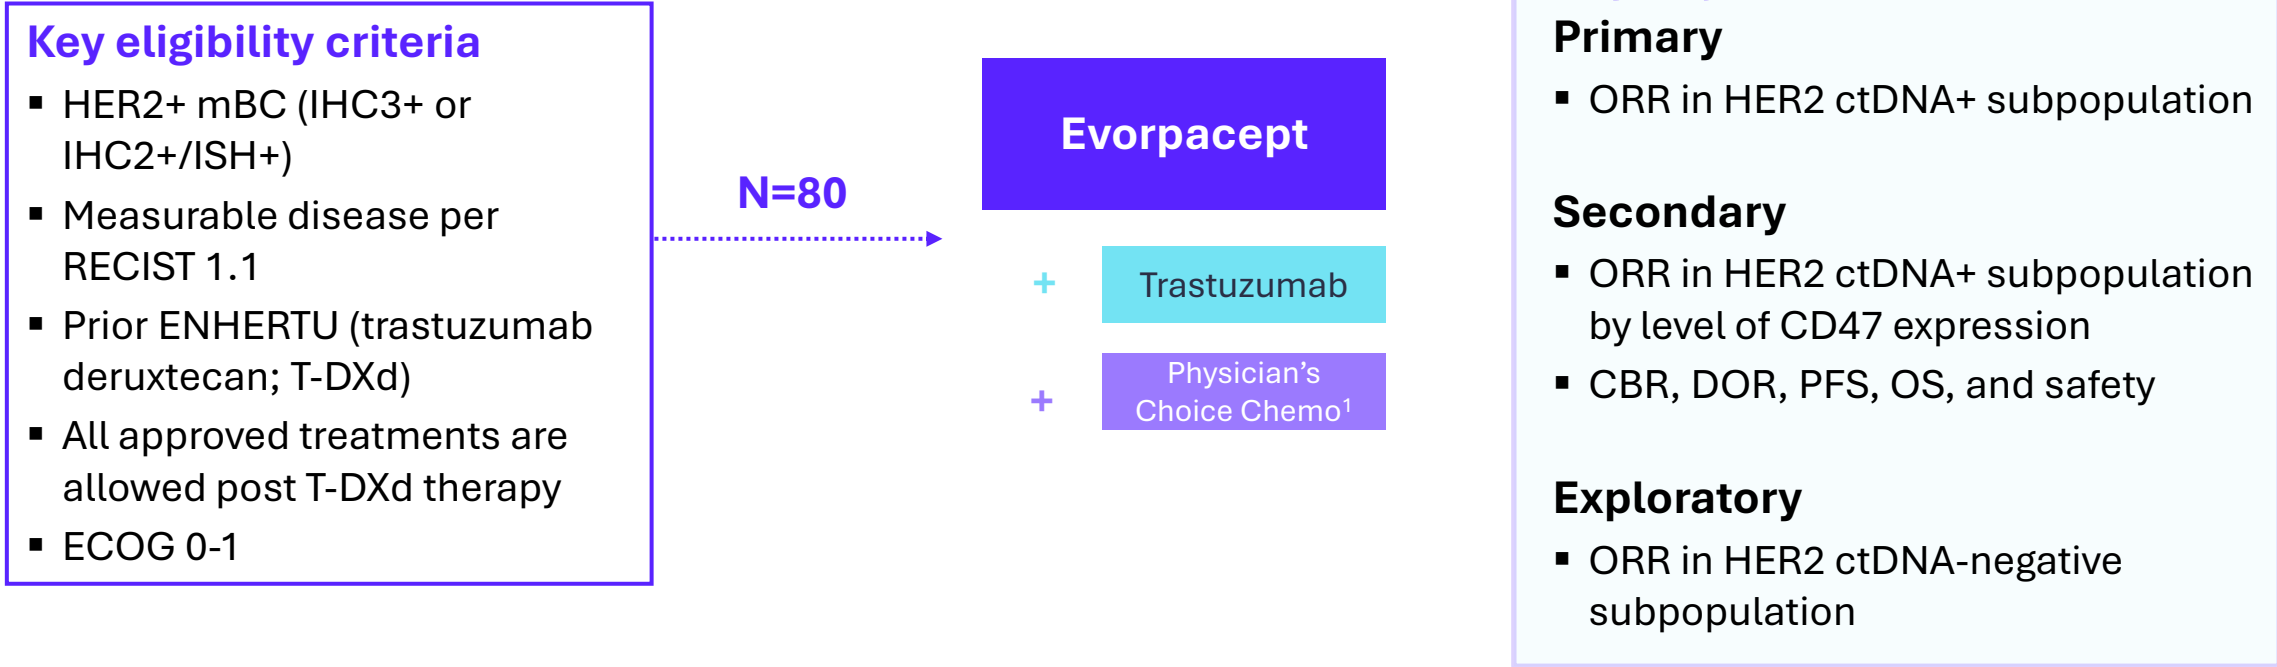 Key eligibility criteria
▪ HER2+ mBC (IHC3+ or
IHC2+/ISH+)
▪ Measurable disease per
RECIST 1.1
▪ Prior ENHERTU (trastuzumab
deruxtecan; T-DXd)
▪ All approved treatments are
allowed post T-DXd therapy
▪ ECOG 0-1
N=80
Evorpacept
+ Trastuzumab
+ Physician’s
Choice Chemo¹
Primary
▪ ORR in HER2 ctDNA+ subpopulation
Secondary
▪ ORR in HER2 ctDNA+ subpopulation
by level of CD47 expression
▪ CBR, DOR, PFS, OS, and safety
Exploratory
▪ ORR in HER2 ctDNA-negative
subpopulation